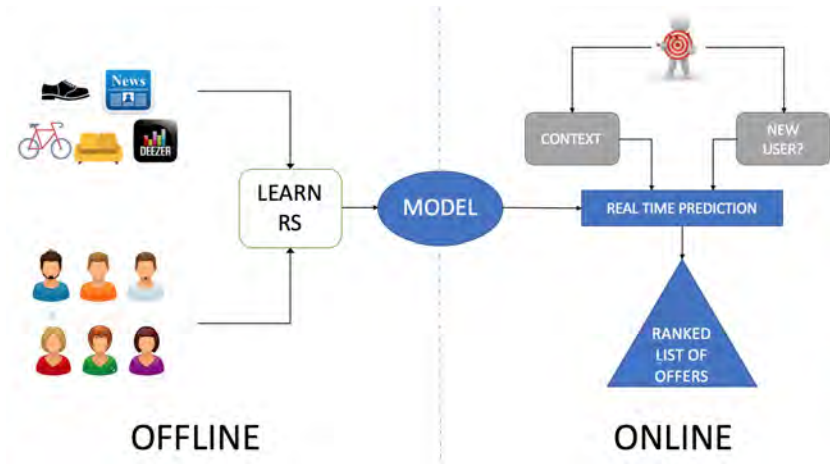 News
DEEZER
LEARN
RS
MODEL
CONTEXT
NEW
USER?
REAL TIME PREDICTION
RANKED
LIST OF
OFFERS
OFFLINE
ONLINE